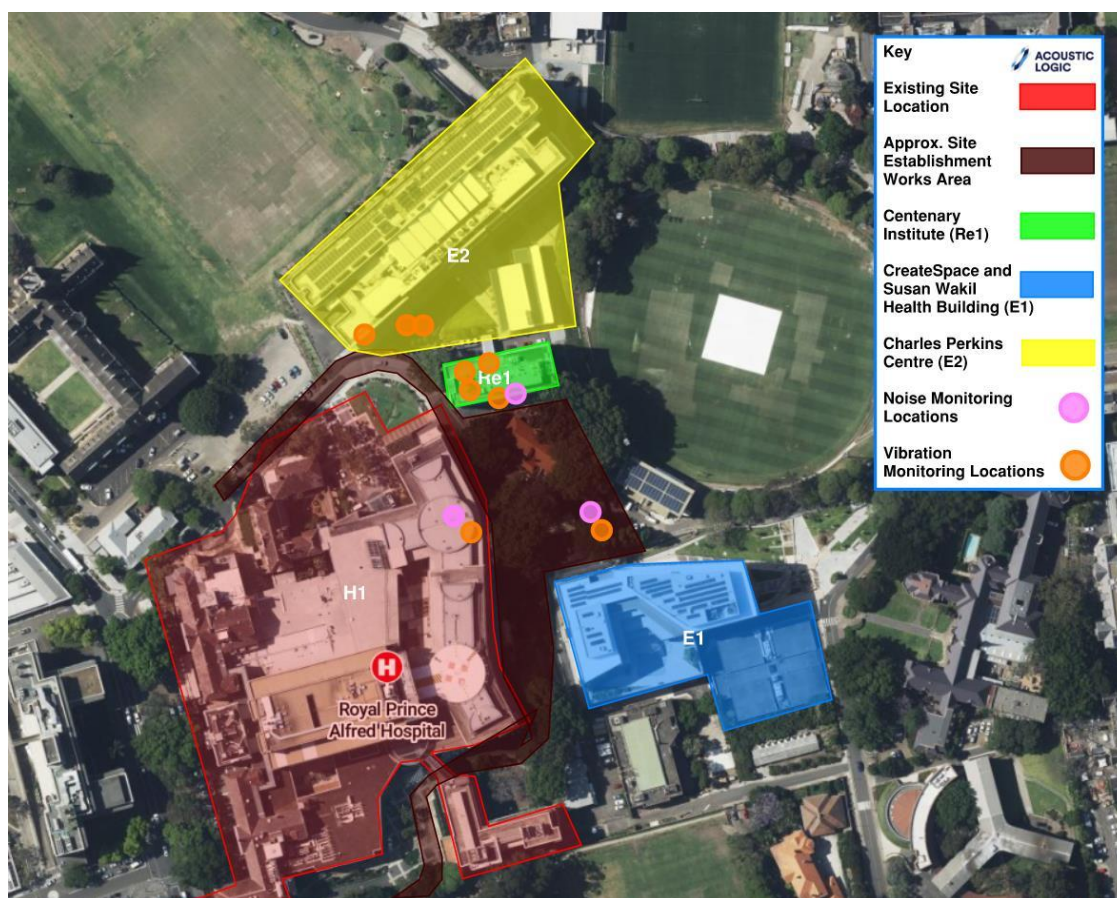 Key
ACOUSTIC
LOGIC
Existing Site
Location
Approx. Site
Establishment
Works Area
Centenary
Institute (Re1)
CreateSpace and
Susan Wakil
Health Building (E1)
Charles Perkins
Centre (E2)
Noise Monitoring
Locations
Vibration
Monitoring Locations
E2
Re1
H1
E1
H
Royal Prince
Alfred Hospital